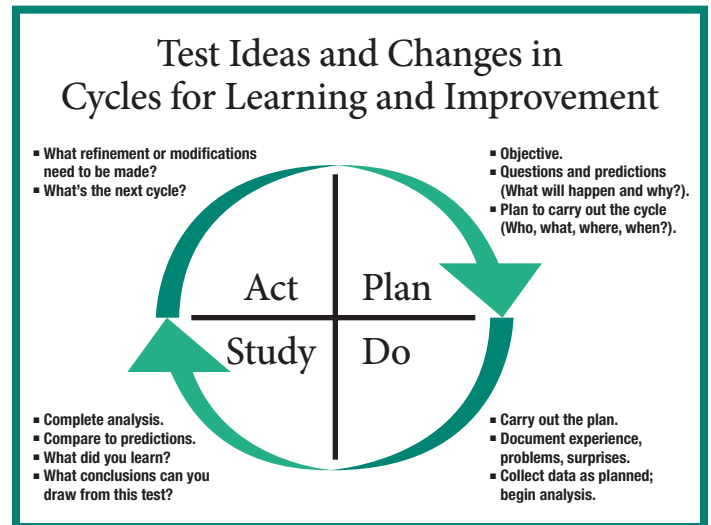 Test Ideas and Changes in
Cycles for Learning and Improvement
▪ What refinement or modifications
need to be made?
▪ What's the next cycle?
▪ Objective.
▪ Questions and predictions
(What will happen and why?).
▪ Plan to carry out the cycle
(Who, what, where, when?).
Act
Plan
Study
Do
▪ Complete analysis.
▪ Compare to predictions.
▪ What did you learn?
▪ What conclusions can you
draw from this test?
▪ Carry out the plan.
▪ Document experience,
problems, surprises.
▪ Collect data as planned;
begin analysis.